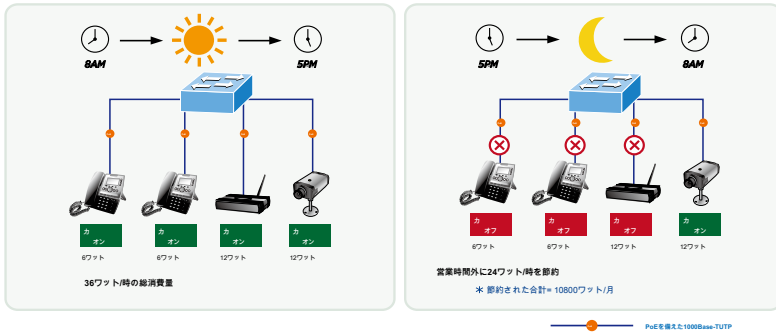 8AM
5PM
カ
オン
カ
オン
カ
オン
カ
オン
6ワット
6ワット
12ワット
12ワット
36ワット/時の総消費量
5PM
8AM
カ
オフ
カ
オフ
カ
オフ
カ
オン
6ワット
6ワット
12ワット
12ワット
営業時間外に24ワット/時を節約
* 節約された合計= 10800ワット/月
PoEを備えた1000Base-TUTP